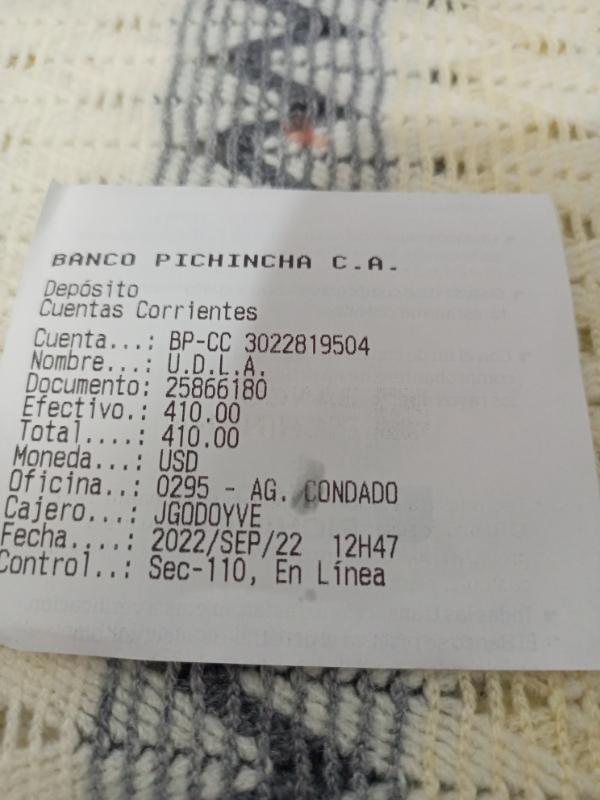 BANCO PICHINCHA C.A.
Depósito
Cuentas Corrientes
Cuenta...: BP-CC 3022819504
Nombre...: U.D.L.A.
Documento: 25866180
Efectivo.: 410.00
Total....: 410.00
Moneda...: USD
Oficina..: 0295 - AG. CONDADO
Cajero...: JGODOYVE
Fecha....: 2022/SEP/22 12H47
Control..: Sec-110, En Línea